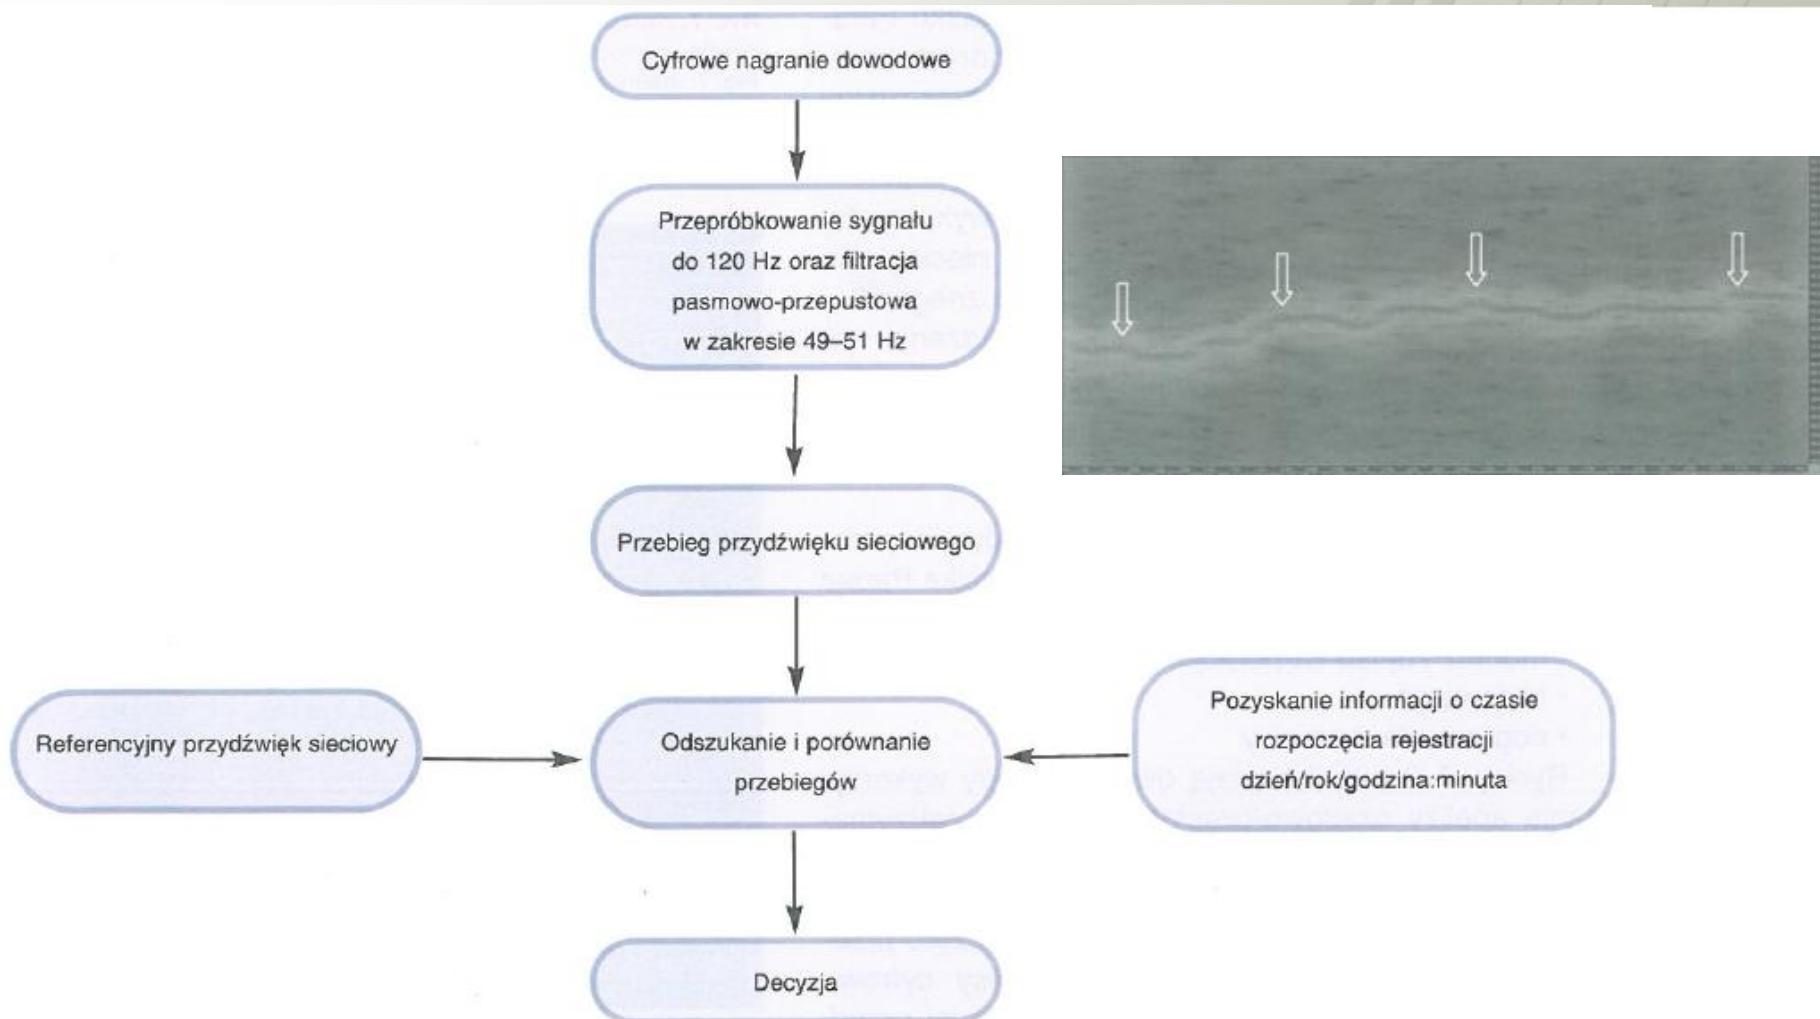 Cyfrowe nagranie dowodowe
Przepróbkowanie sygnału
do 120 Hz oraz filtracja
pasmowo-przepustowa
w zakresie 49–51 Hz
Przebieg przydźwięku sieciowego
Referencyjny przydźwięk sieciowy
Odszukanie i porównanie
przebiegów
Pozyskanie informacji o czasie
rozpoczęcia rejestracji
dzień/rok/godzina:minuta
Decyzja